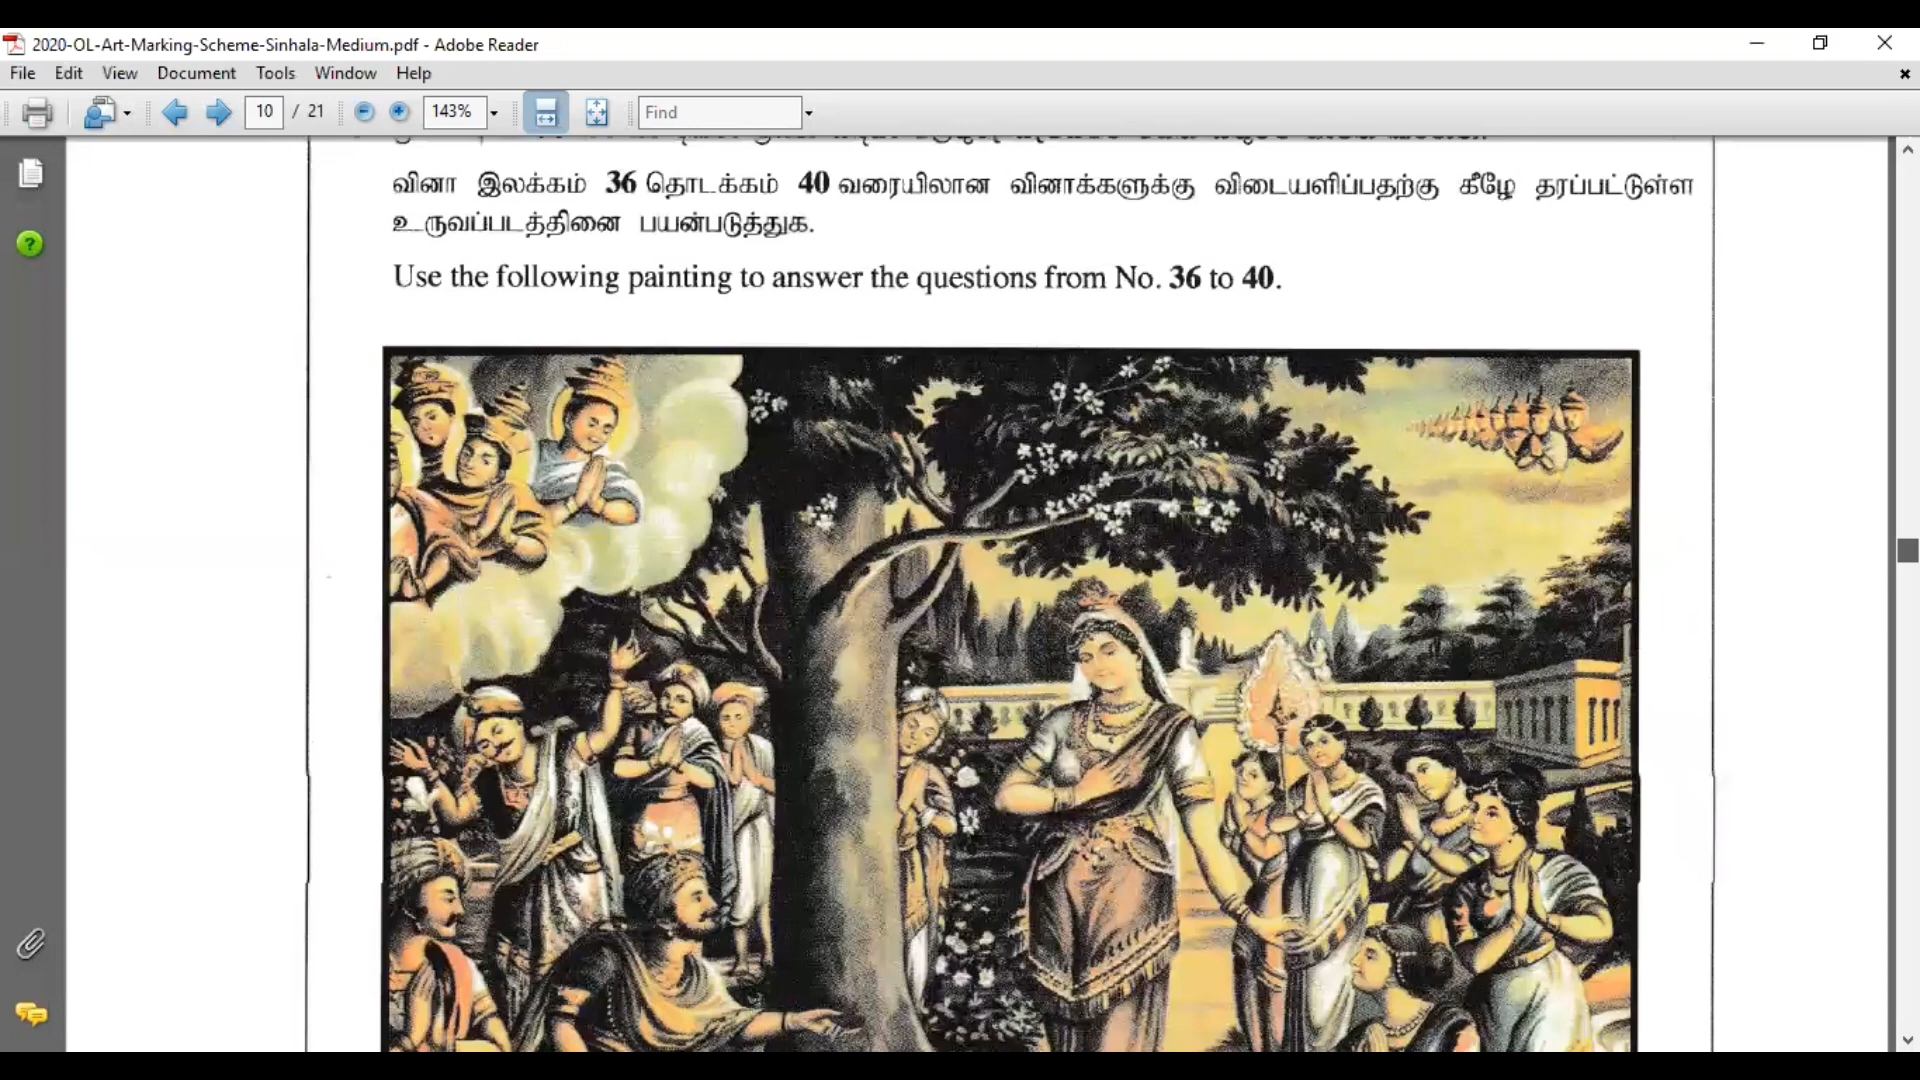 2020-OL-Art-Marking-Scheme-Sinhala-Medium.pdf - Adobe Reader
File Edit View Document Tools Window Help
10 / 21 143% Find
வினா இலக்கம் 36 தொடக்கம் 40 வரையிலான வினாக்களுக்கு விடையளிப்பதற்கு கீழே தரப்பட்டுள்ள
உருவப்படத்தினை பயன்படுத்துக.
Use the following painting to answer the questions from No. 36 to 40.